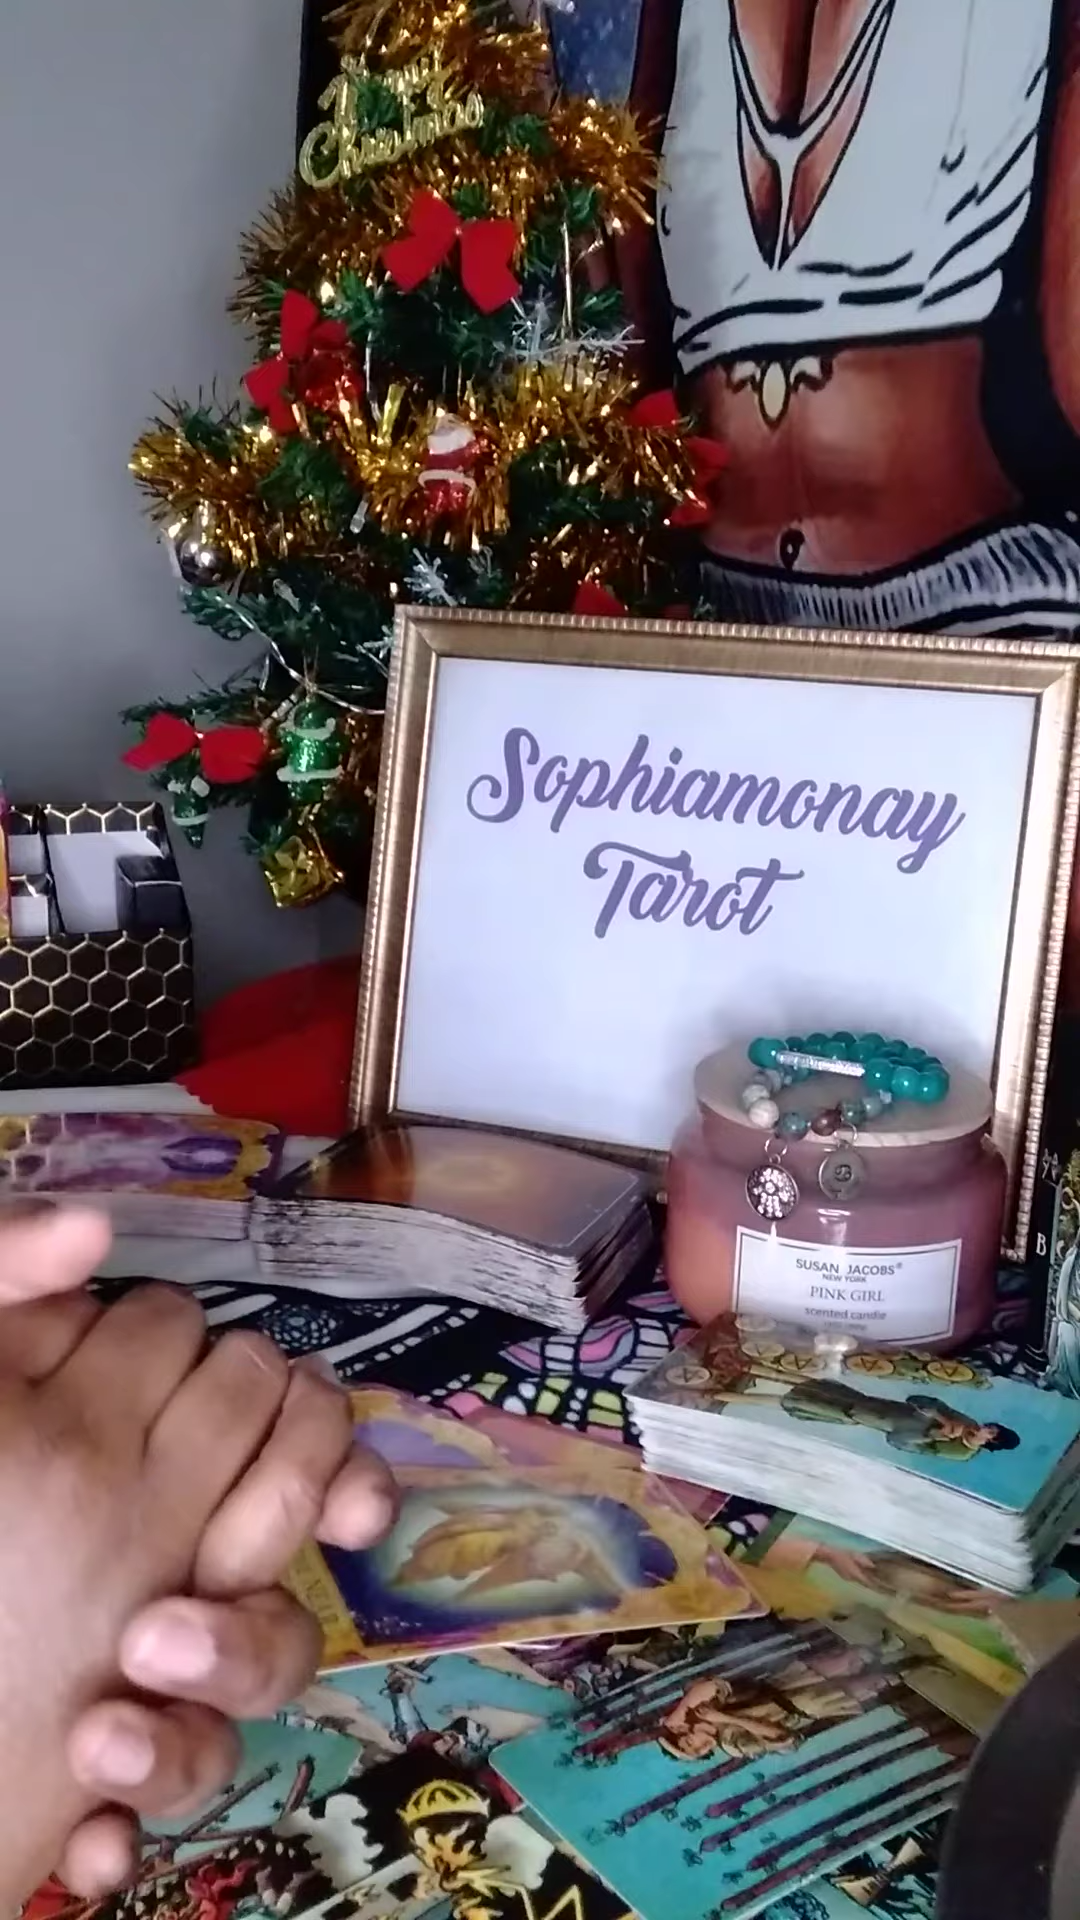 Merry
Christmas
Sophiamonay
Tarot
SUSAN JACOBS®
NEW YORK
PINK GIRL
scented candle
B